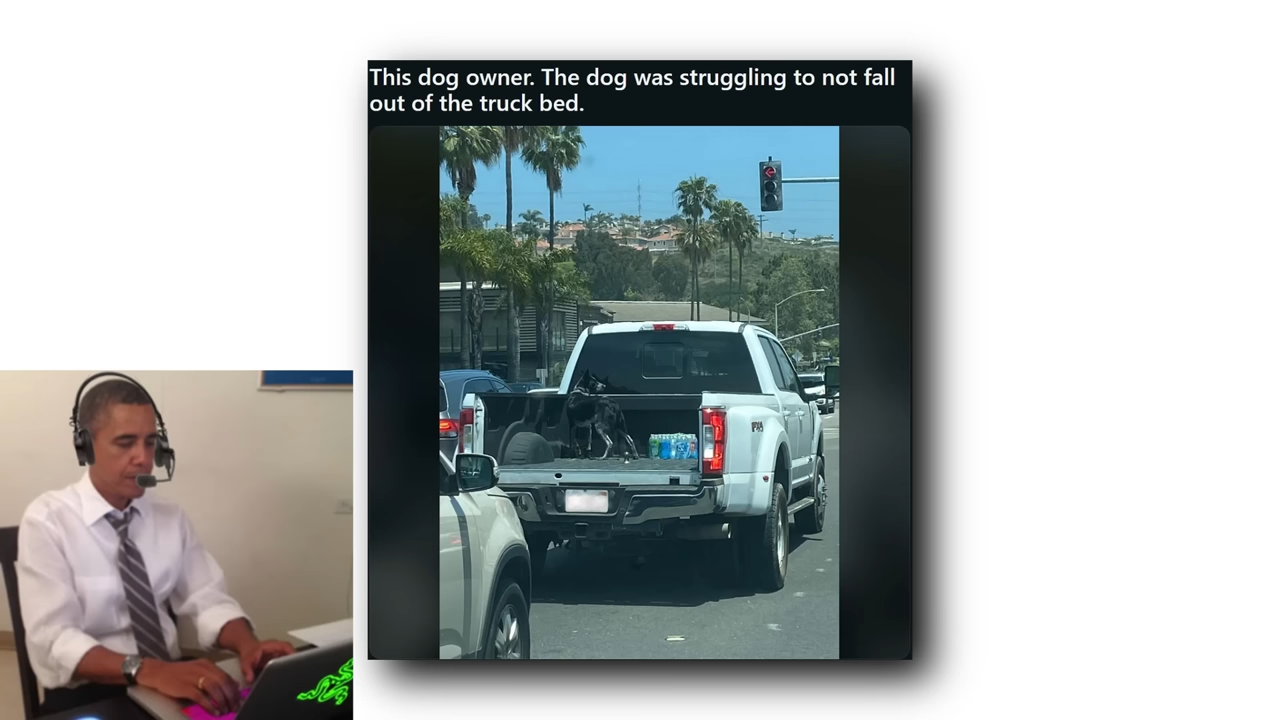 This dog owner. The dog was struggling to not fall
out of the truck bed.